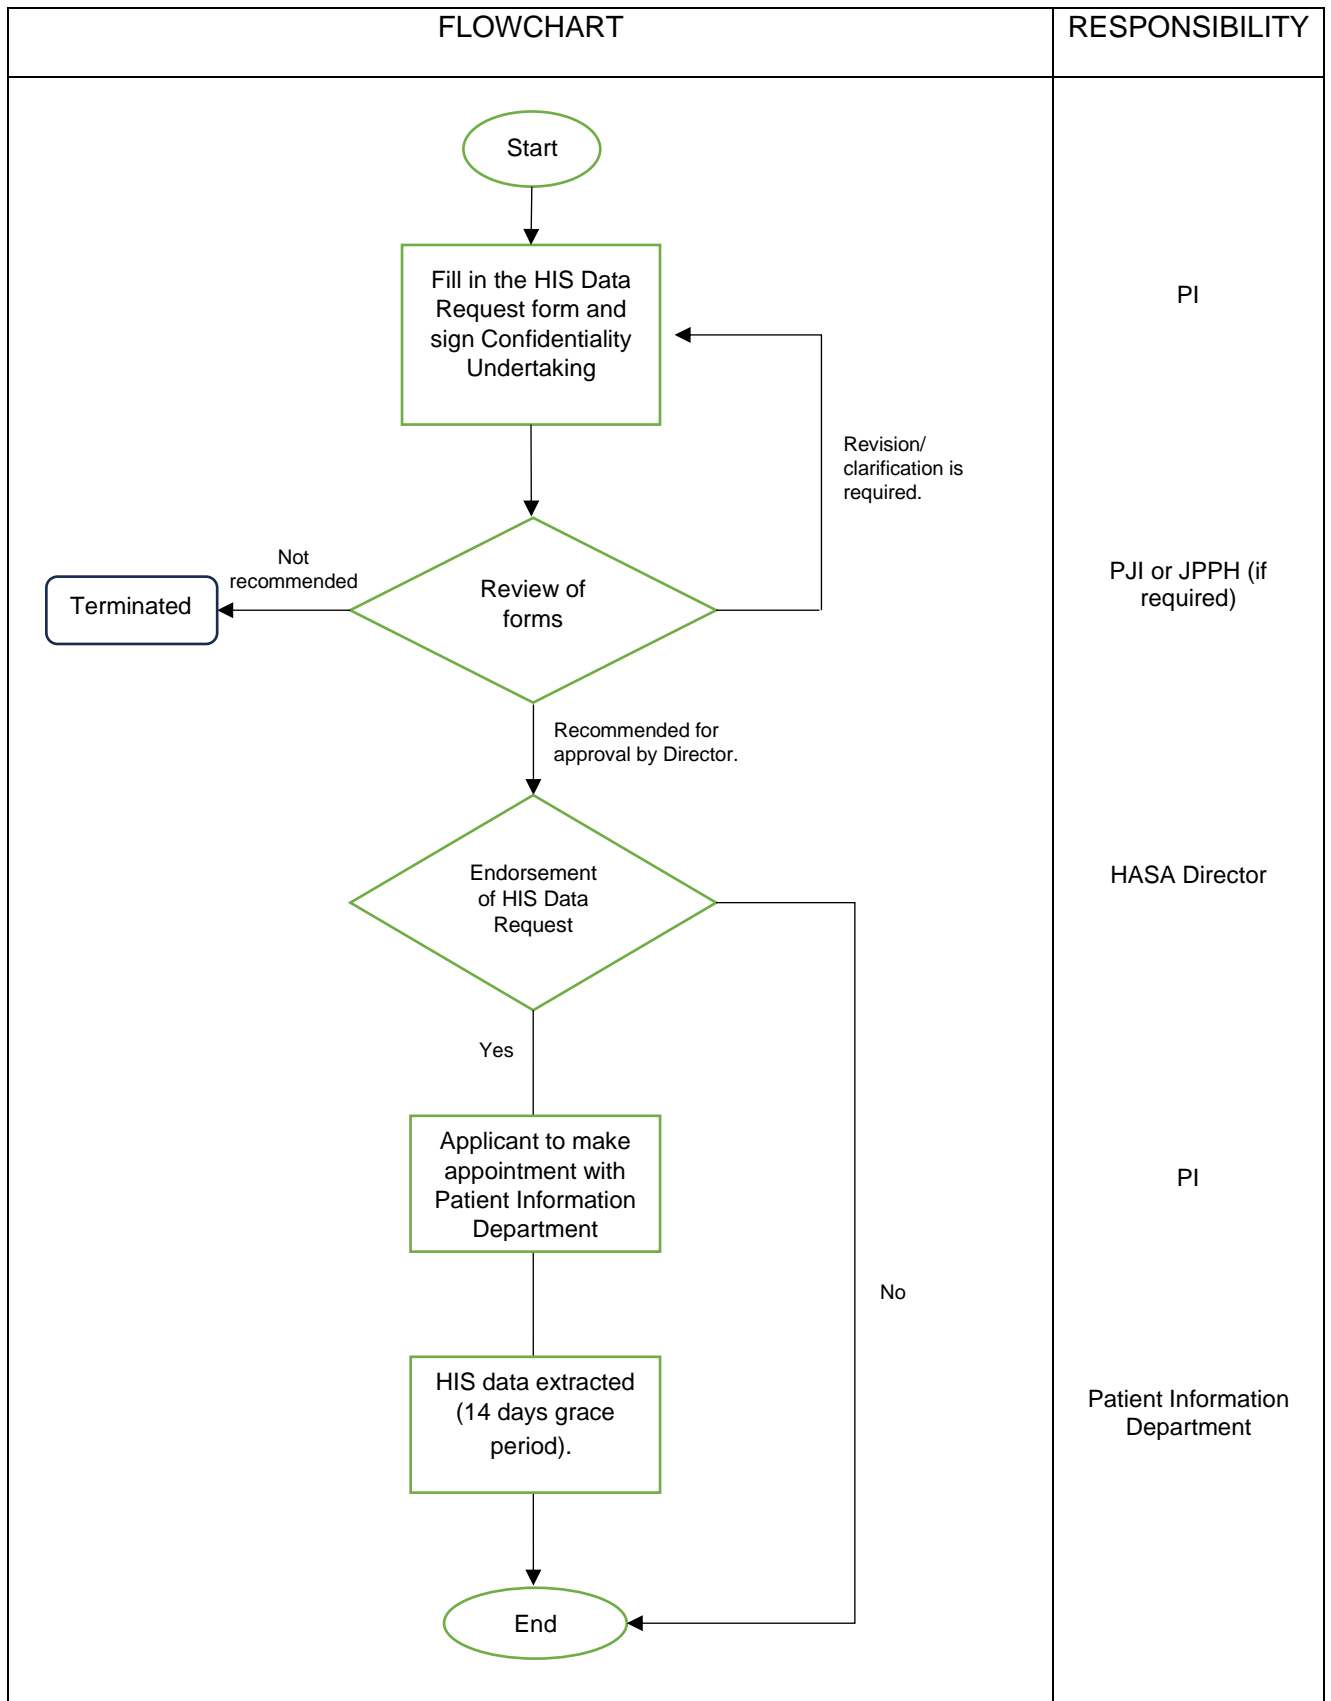 FLOWCHART
RESPONSIBILITY
Start
Fill in the HIS Data
Request form and
sign Confidentiality
Undertaking
PI
Revision/
clarification is
required.
Not
recommended
Terminated
Review of
forms
PJI or JPPH (if
required)
Recommended for
approval by Director.
Endorsement
of HIS Data
Request
HASA Director
Yes
Applicant to make
appointment with
Patient Information
Department
PI
No
HIS data extracted
(14 days grace
period).
Patient Information
Department
End